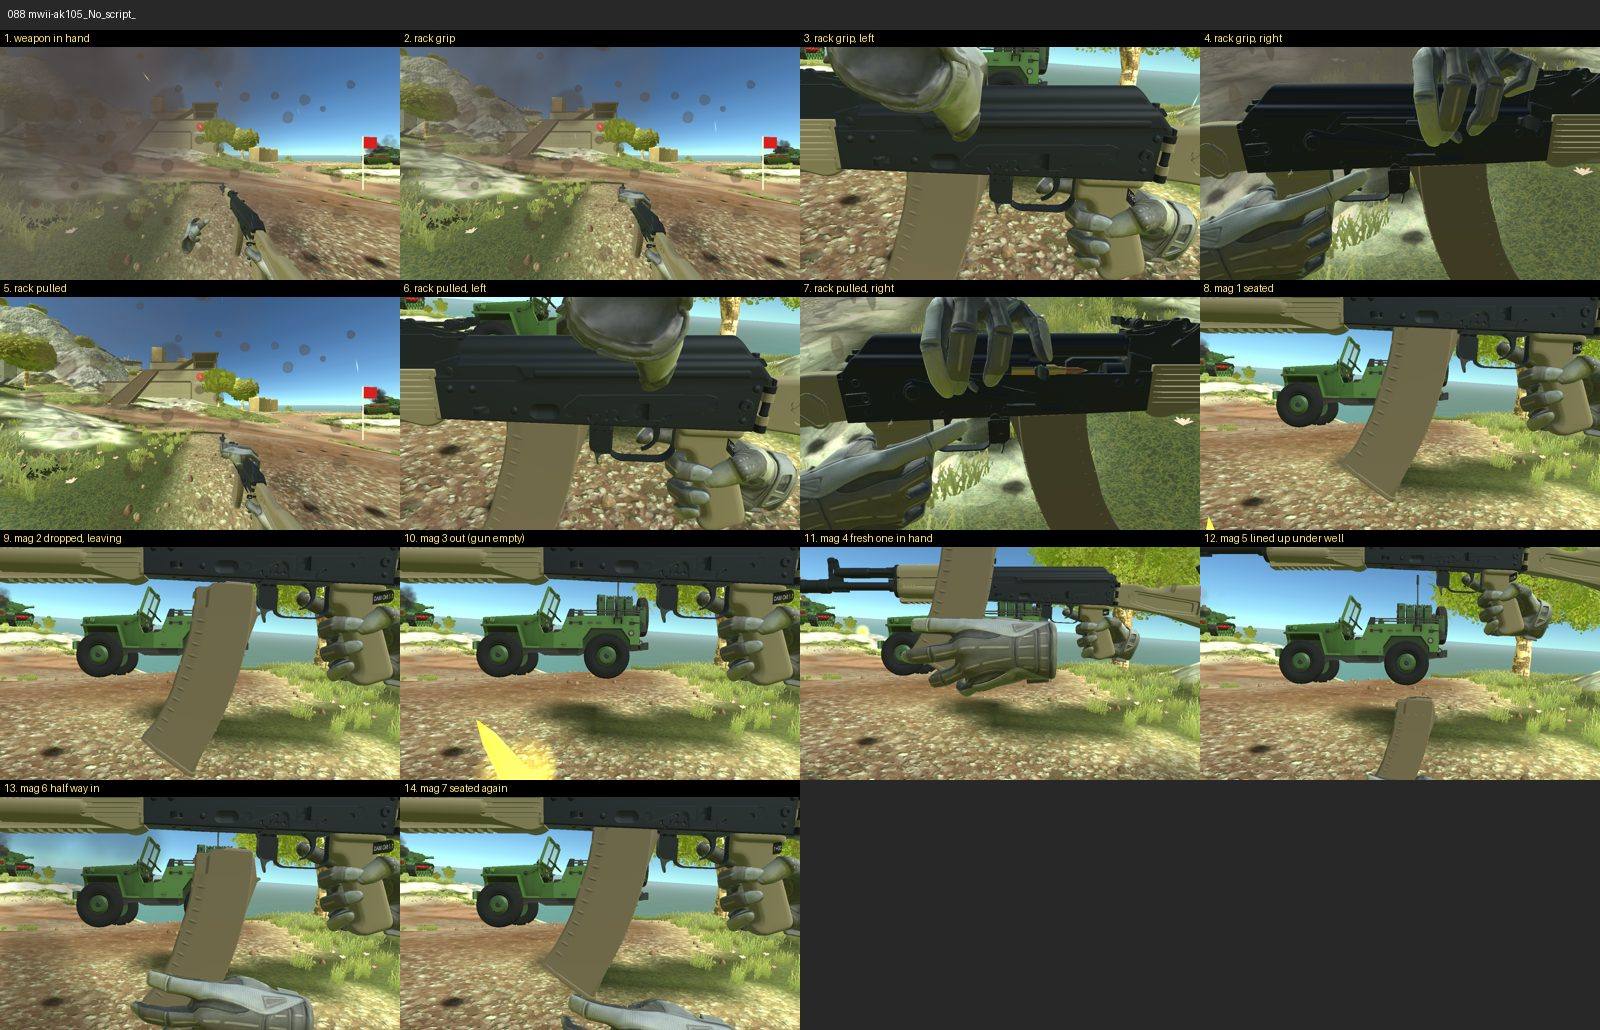 088 mwii-ak105_No_script_
1. weapon in hand
2. rack grip
3. rack grip, left
4. rack grip, right
5. rack pulled
6. rack pulled, left
7. rack pulled, right
8. mag 1 seated
9. mag 2 dropped, leaving
10. mag 3 out (gun empty)
11. mag 4 fresh one in hand
12. mag 5 lined up under well
13. mag 6 half way in
14. mag 7 seated again